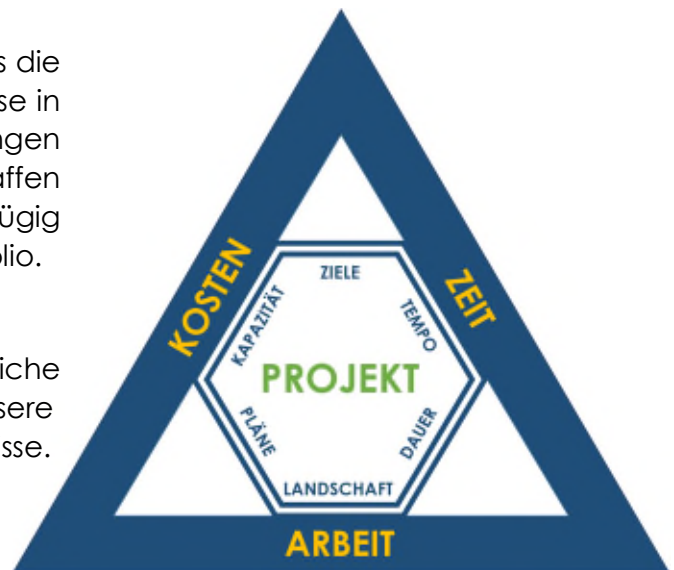 s die
se in
ngen
affen
ügig
lio.
iche
sere
sse.
KOSTEN
ZEIT
ZIELE
KAPAZITÄT
TEMPO
PROJEKT
PLÄNE
DAUER
LANDSCHAFT
ARBEIT